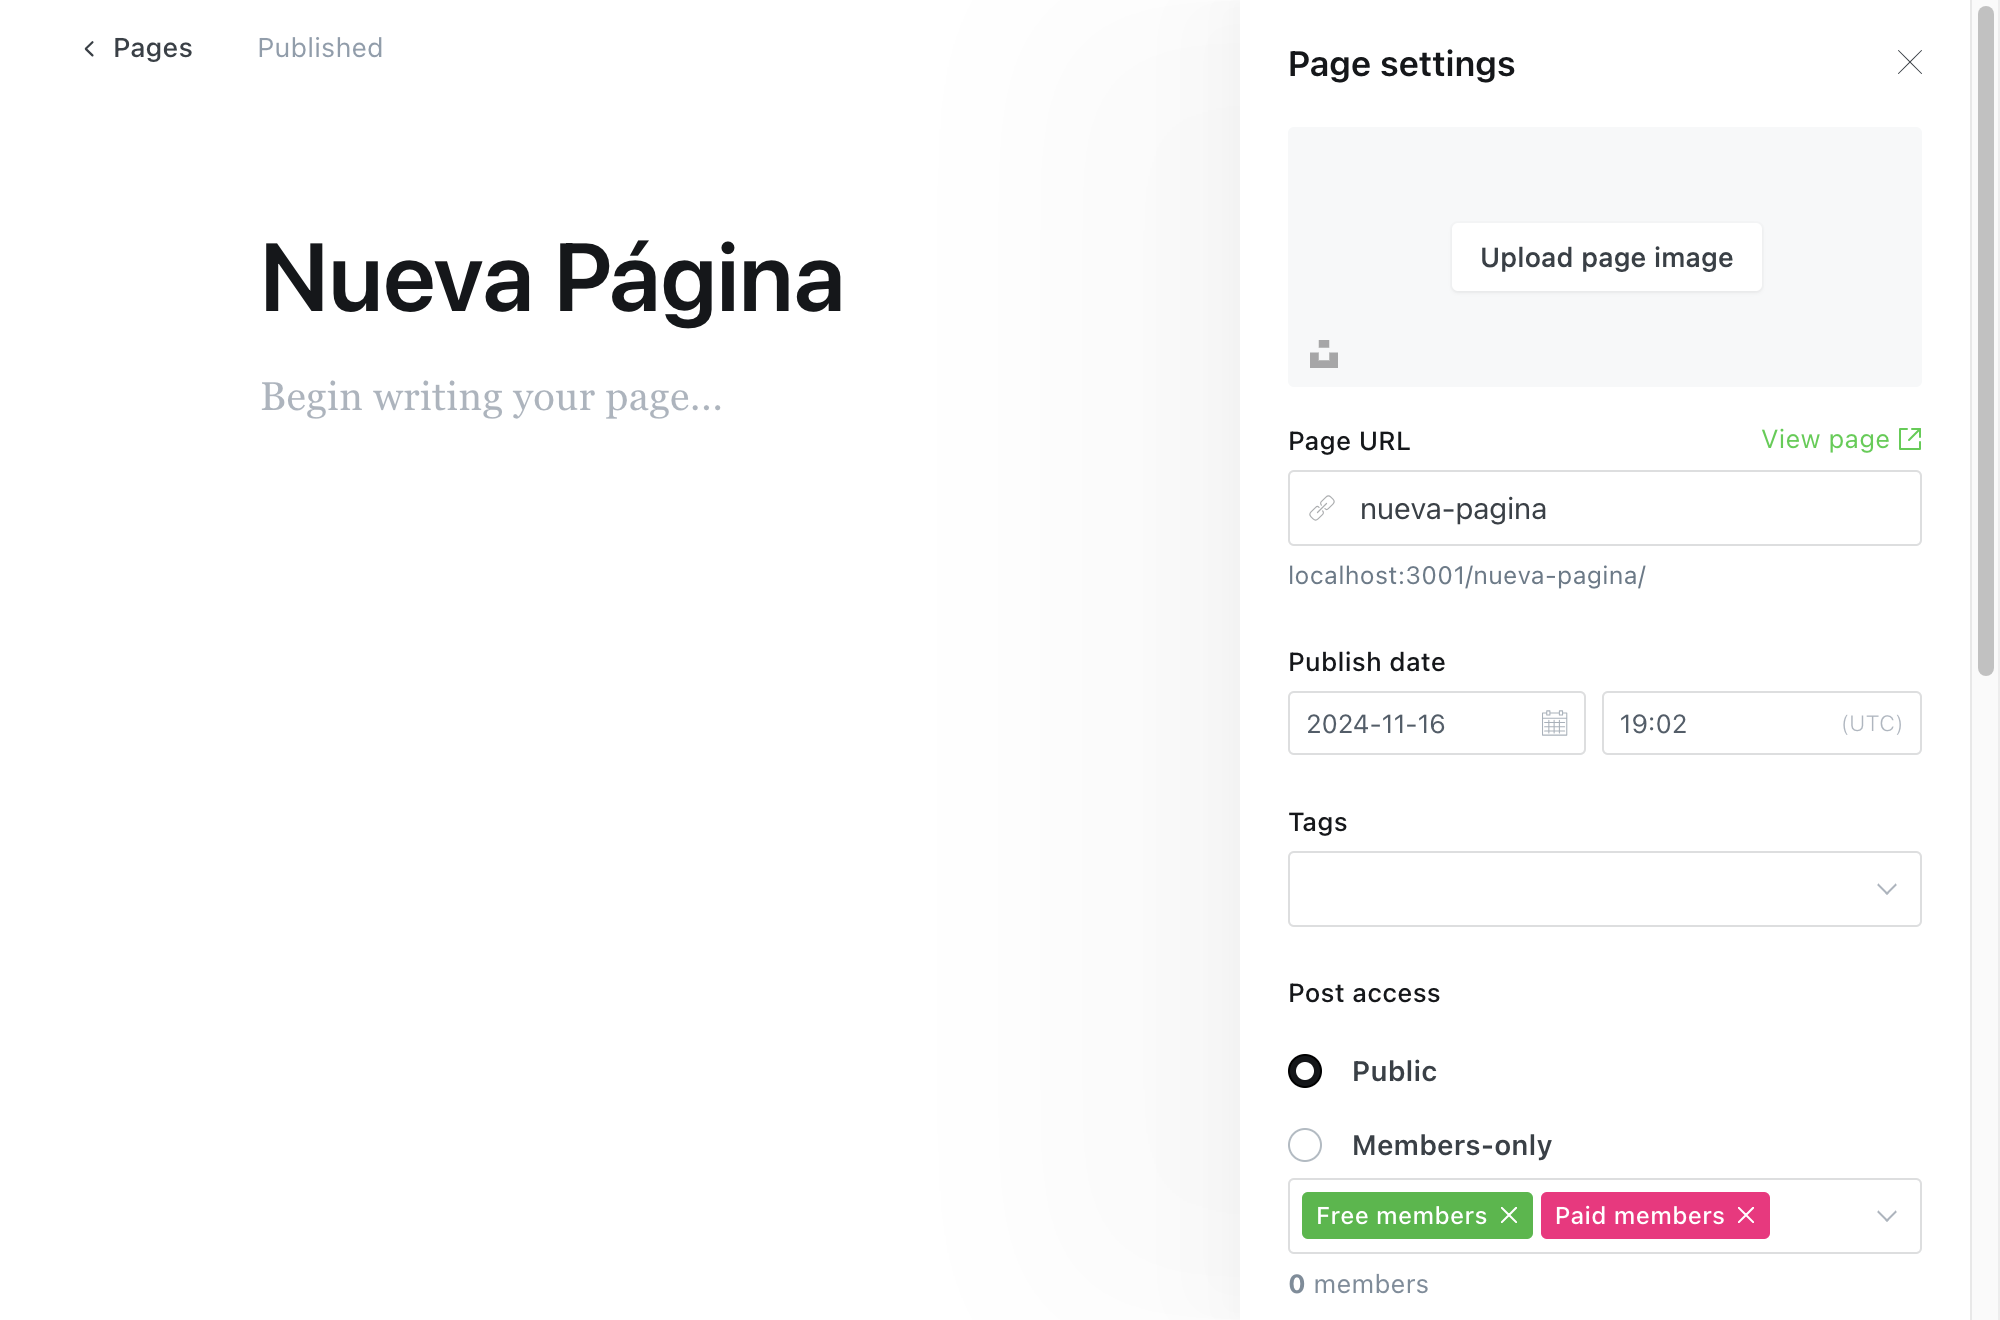 Pages
Published
Nueva Página
Begin writing your page...
Page settings
Upload page image
Page URL
View page
nueva-pagina
localhost:3001/nueva-pagina/
Publish date
2024-11-16
19:02
(UTC)
Tags
Post access
Public
Members-only
Free members
Paid members
0 members